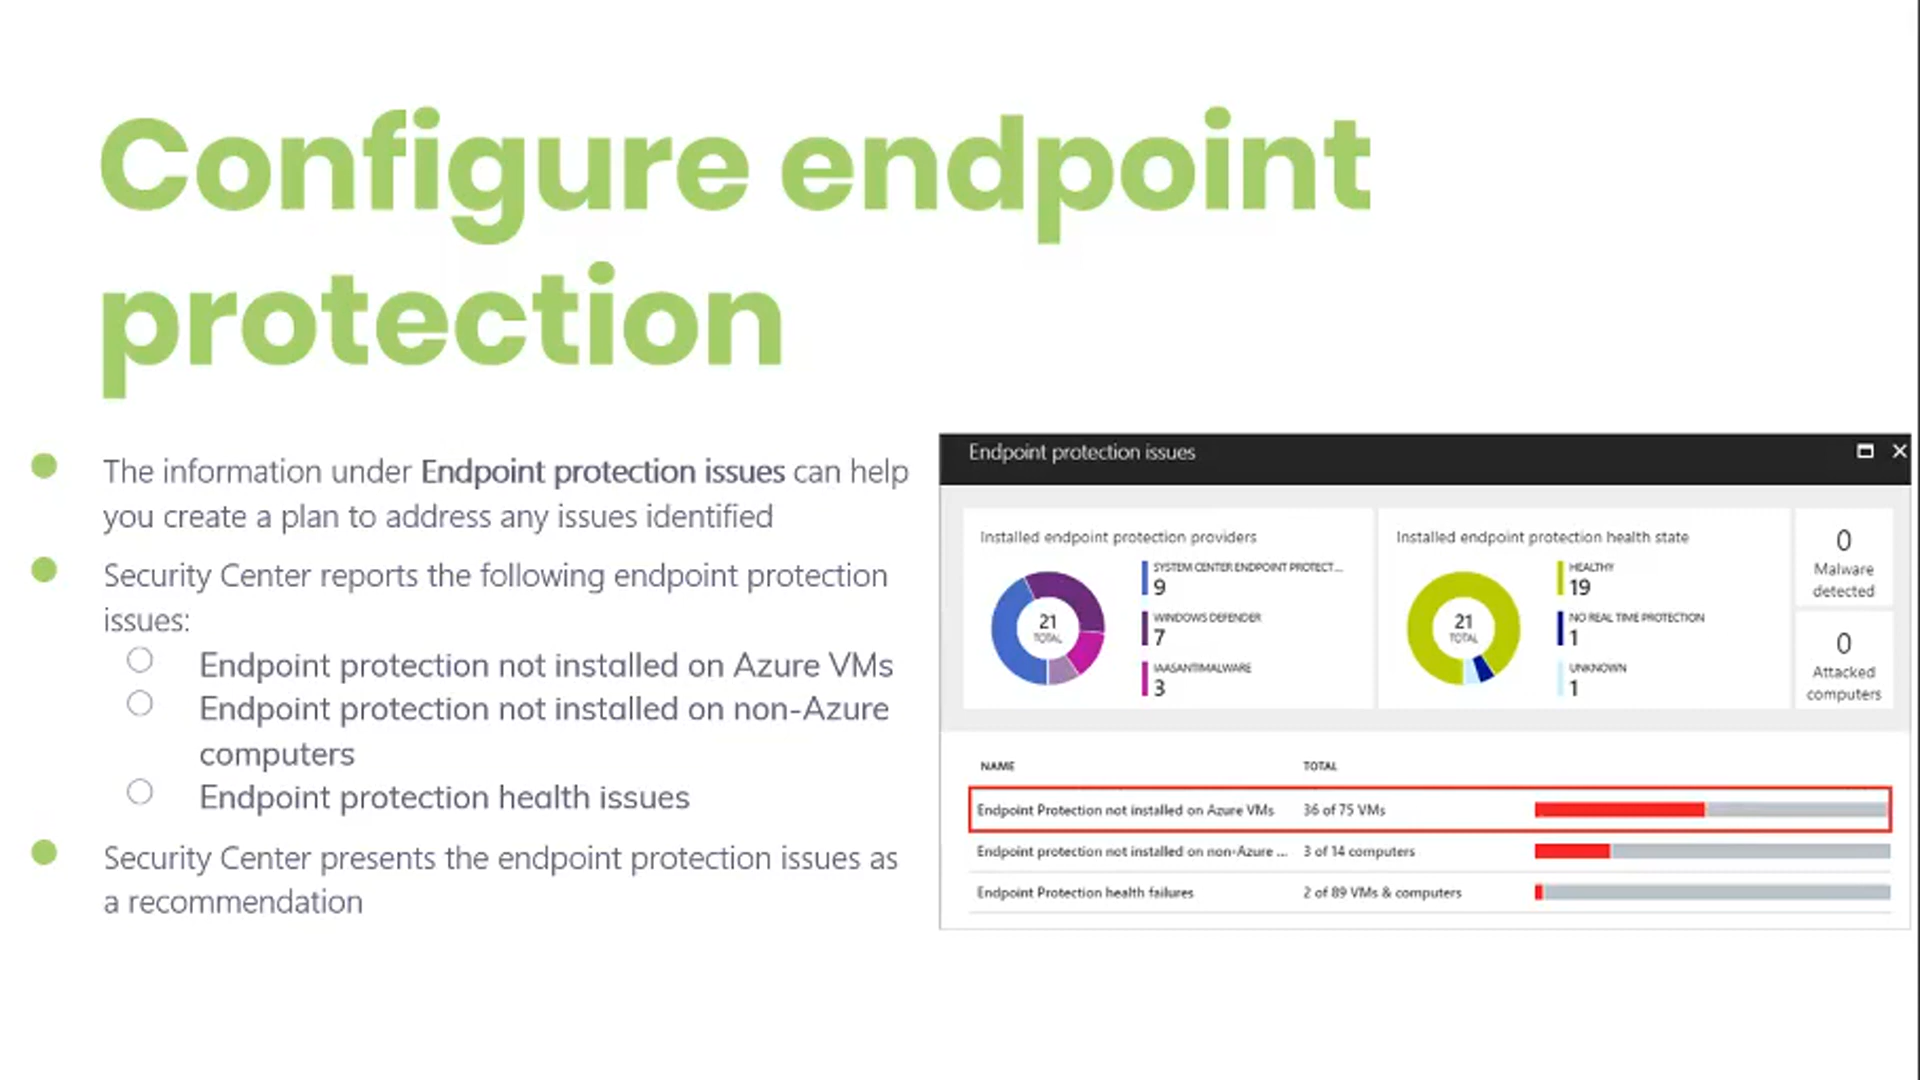 Configure endpoint
protection
The information under Endpoint protection issues can help
you create a plan to address any issues identified
Security Center reports the following endpoint protection
issues:
Endpoint protection not installed on Azure VMs
Endpoint protection not installed on non-Azure
computers
Endpoint protection health issues
Security Center presents the endpoint protection issues as
a recommendation
Endpoint protection issues
Installed endpoint protection providers
21
TOTAL
SYSTEM CENTER ENDPOINT PROTECT...
9
WINDOWS DEFENDER
7
IAASANTIMALWARE
3
Installed endpoint protection health state
21
TOTAL
HEALTHY
19
NO REAL TIME PROTECTION
1
UNKNOWN
1
0
Malware
detected
0
Attacked
computers
NAME TOTAL
Endpoint Protection not installed on Azure VMs 36 of 75 VMs
Endpoint protection not installed on non-Azure ... 3 of 14 computers
Endpoint Protection health failures 2 of 89 VMs & computers